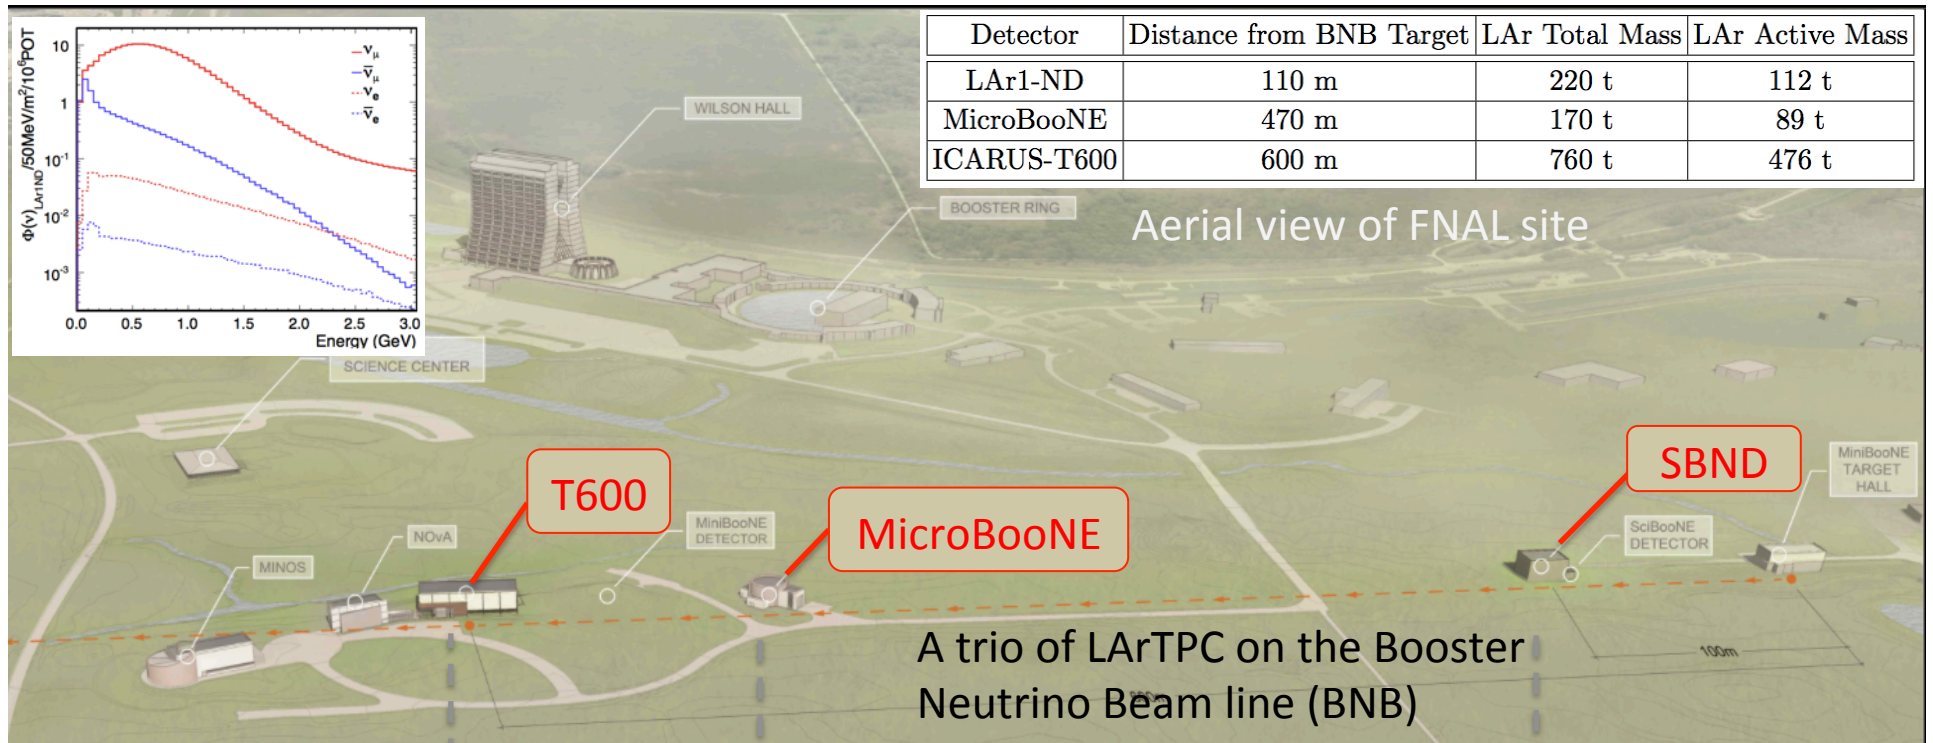 Detector Distance from BNB Target LAr Total Mass LAr Active Mass
LAr1-ND 110 m 220 t 112 t
MicroBooNE 470 m 170 t 89 t
ICARUS-T600 600 m 760 t 476 t
Φ(ν)LAr1ND/50MeV/m²/10⁶POT
10
1
10⁻¹
10⁻²
10⁻³
νμ
ν̅μ
νe
ν̅e
0.0 0.5 1.0 1.5 2.0 2.5 3.0
Energy (GeV)
WILSON HALL
BOOSTER RING
Aerial view of FNAL site
SCIENCE CENTER
T600
MicroBooNE
SBND
MiniBooNE
TARGET
HALL
MiniBooNE
DETECTOR
SciBooNE
DETECTOR
NOvA
MINOS
A trio of LArTPC on the Booster
Neutrino Beam line (BNB)
100m